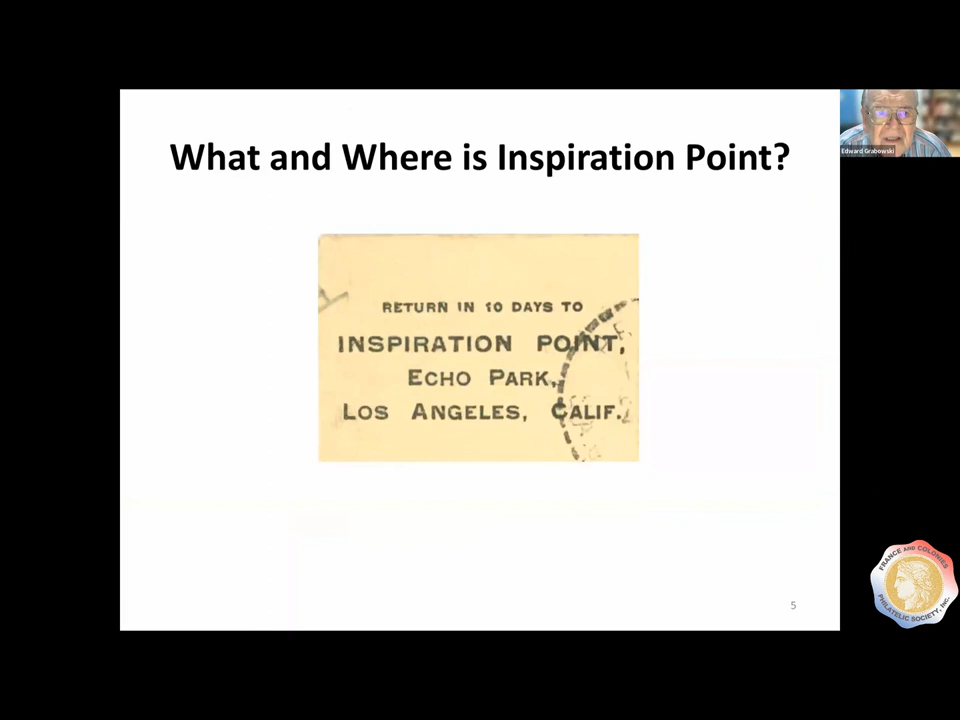 What and Where is Inspiration Point?
Edward Grabowski
RETURN IN 10 DAYS TO
INSPIRATION POINT,
ECHO PARK,
LOS ANGELES, CALIF.
FRANCE AND COLONIES
PHILATELIC SOCIETY, INC.
5